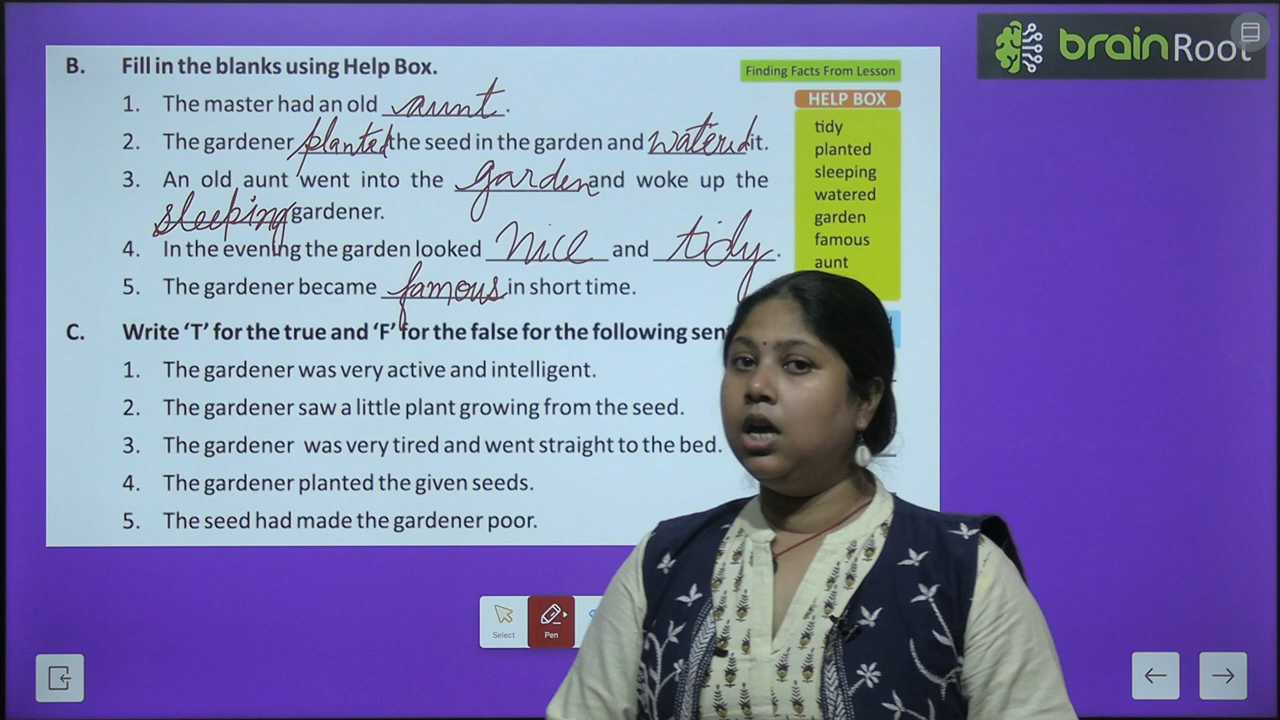 brainRoot
B. Fill in the blanks using Help Box.
Finding Facts From Lesson
1. The master had an old aunt.
2. The gardener planted the seed in the garden and watered it.
3. An old aunt went into the garden and woke up the
sleeping gardener.
4. In the evening the garden looked nice and tidy.
5. The gardener became famous in short time.
HELP BOX
tidy
planted
sleeping
watered
garden
famous
aunt
C. Write ‘T’ for the true and ‘F’ for the false for the following
1. The gardener was very active and intelligent.
2. The gardener saw a little plant growing from the seed.
3. The gardener was very tired and went straight to the bed.
4. The gardener planted the given seeds.
5. The seed had made the gardener poor.
Select
Pen